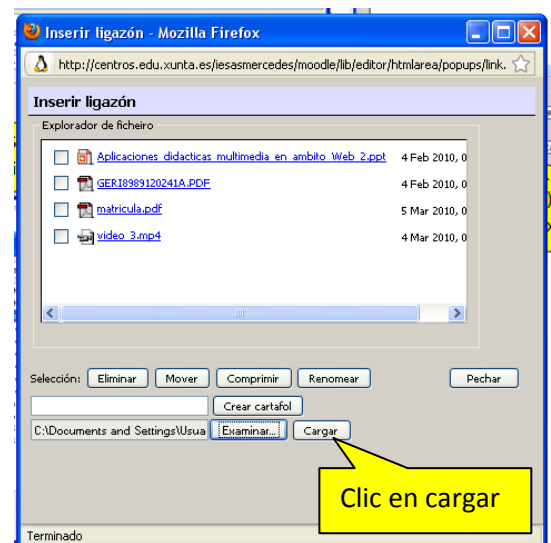 Inserir ligazón - Mozilla Firefox
http://centros.edu.xunta.es/iesasmercedes/moodle/lib/editor/htmlarea/popups/link.
Inserir ligazón
Explorador de ficheiro
Aplicaciones didacticas multimedia en ambito Web 2.ppt 4 Feb 2010, 0
GERI8989120241A.PDF 4 Feb 2010, 0
matricula.pdf 5 Mar 2010, 0
video 3.mp4 4 Mar 2010, 0
Selección: Eliminar Mover Comprimir Renomear Pechar
Crear cartafol
C:\Documents and Settings\Usua Examinar... Cargar
Clic en cargar
Terminado